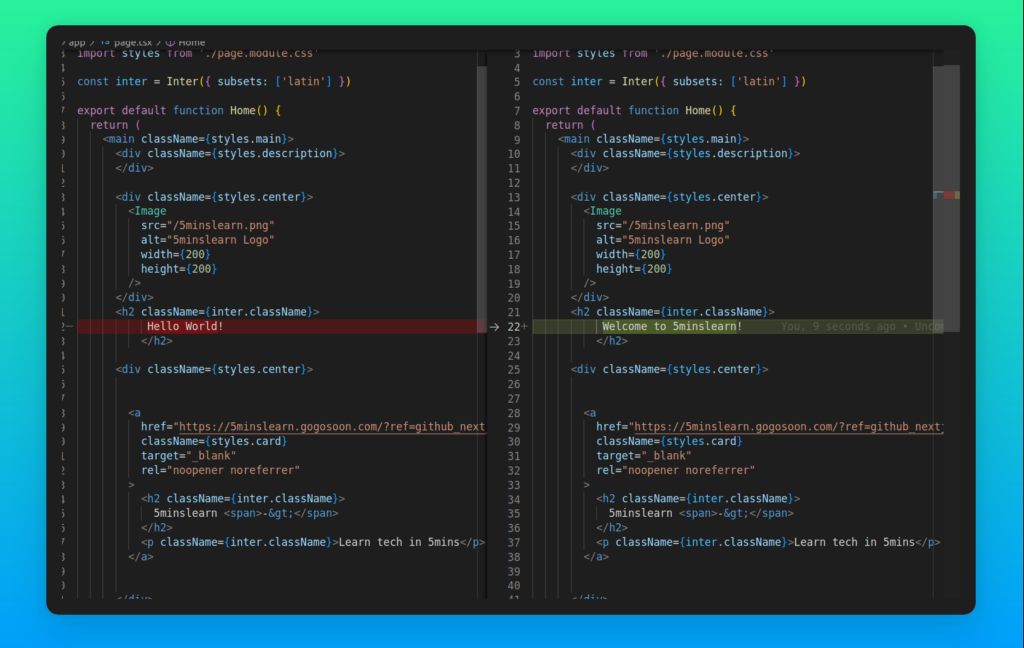 app > TS page.tsx > Home
import styles from './page.module.css'
const inter = Inter({ subsets: ['latin'] })
export default function Home() {
return (
<main className={styles.main}>
<div className={styles.description}>
</div>
<div className={styles.center}>
<Image
src="/5minslearn.png"
alt="5minslearn Logo"
width={200}
height={200}
/>
</div>
<h2 className={inter.className}>
Hello World!
</h2>
<div className={styles.center}>
<a
href="https://5minslearn.gogosoon.com/?ref=github_next
className={styles.card}
target="_blank"
rel="noopener noreferrer"
>
<h2 className={inter.className}>
5minslearn <span>-&gt;</span>
</h2>
<p className={inter.className}>Learn tech in 5mins</p>
</a>
</div>
3 import styles from './page.module.css'
4
5 const inter = Inter({ subsets: ['latin'] })
6
7 export default function Home() {
8 return (
9 <main className={styles.main}>
10 <div className={styles.description}>
11 </div>
12
13 <div className={styles.center}>
14 <Image
15 src="/5minslearn.png"
16 alt="5minslearn Logo"
17 width={200}
18 height={200}
19 />
20 </div>
21 <h2 className={inter.className}>
→ 22+ Welcome to 5minslearn! You, 9 seconds ago • Uncom
23 </h2>
24
25 <div className={styles.center}>
26
27
28 <a
29 href="https://5minslearn.gogosoon.com/?ref=github_nextj
30 className={styles.card}
31 target="_blank"
32 rel="noopener noreferrer"
33 >
34 <h2 className={inter.className}>
35 5minslearn <span>-&gt;</span>
36 </h2>
37 <p className={inter.className}>Learn tech in 5mins</p>
38 </a>
39
40
41 </div>